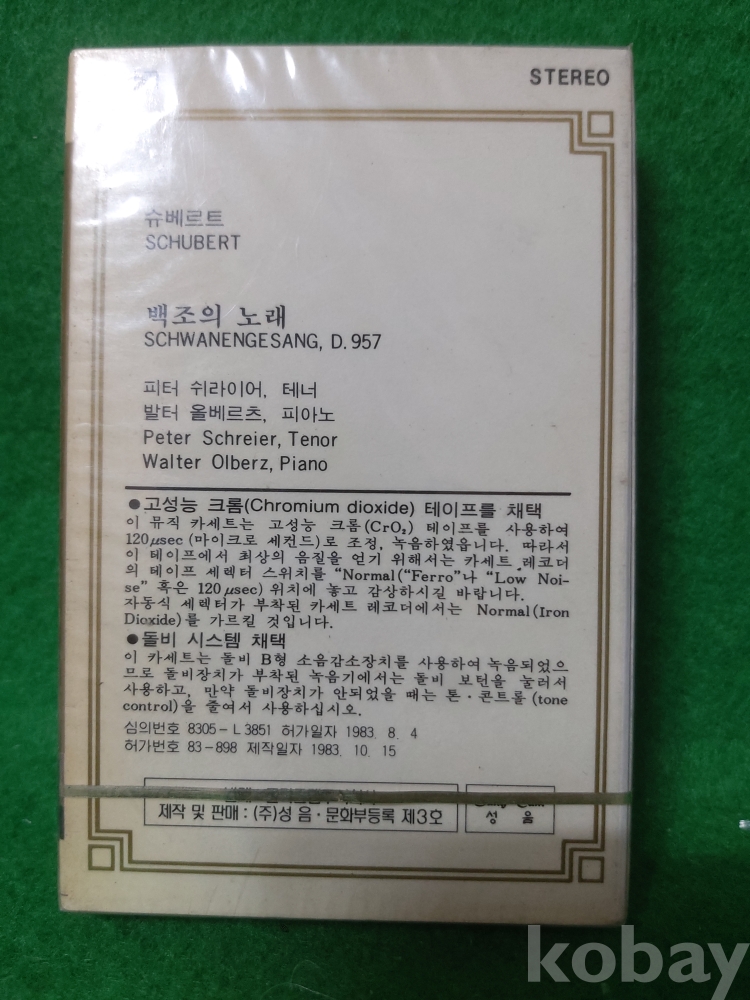 STEREO
슈베르트
SCHUBERT
백조의 노래
SCHWANENGESANG, D. 957
피터 쉬라이어, 테너
발터 올베르츠, 피아노
Peter Schreier, Tenor
Walter Olberz, Piano
●고성능 크롬(Chromium dioxide) 테이프를 채택
이 뮤직 카세트는 고성능 크롬(CrO₂) 테이프를 사용하여
120μsec (마이크로 세컨드)로 조정, 녹음하였읍니다. 따라서
이 테이프에서 최상의 음질을 얻기 위해서는 카세트 레코더
의 테이프 세렉터 스위치를 “Normal(“Ferro”나 “Low Noi-
se” 혹은 120μsec) 위치에 놓고 감상하시길 바랍니다.
자동식 세렉터가 부착된 카세트 레코더에서는 Normal(Iron
Dioxide)를 가르킬 것입니다.
●돌비 시스템 채택
이 카세트는 돌비 B형 소음감소장치를 사용하여 녹음되었으
므로 돌비장치가 부착된 녹음기에서는 돌비 보턴을 눌러서
사용하고, 만약 돌비장치가 안되었을 때는 톤·콘트롤(tone
control)을 줄여서 사용하십시오.
심의번호 8305-L3851 허가일자 1983. 8. 4
허가번호 83-898 제작일자 1983. 10. 15
제작 및 판매 : (주)성 음·문화부등록 제3호
성 음
kobay